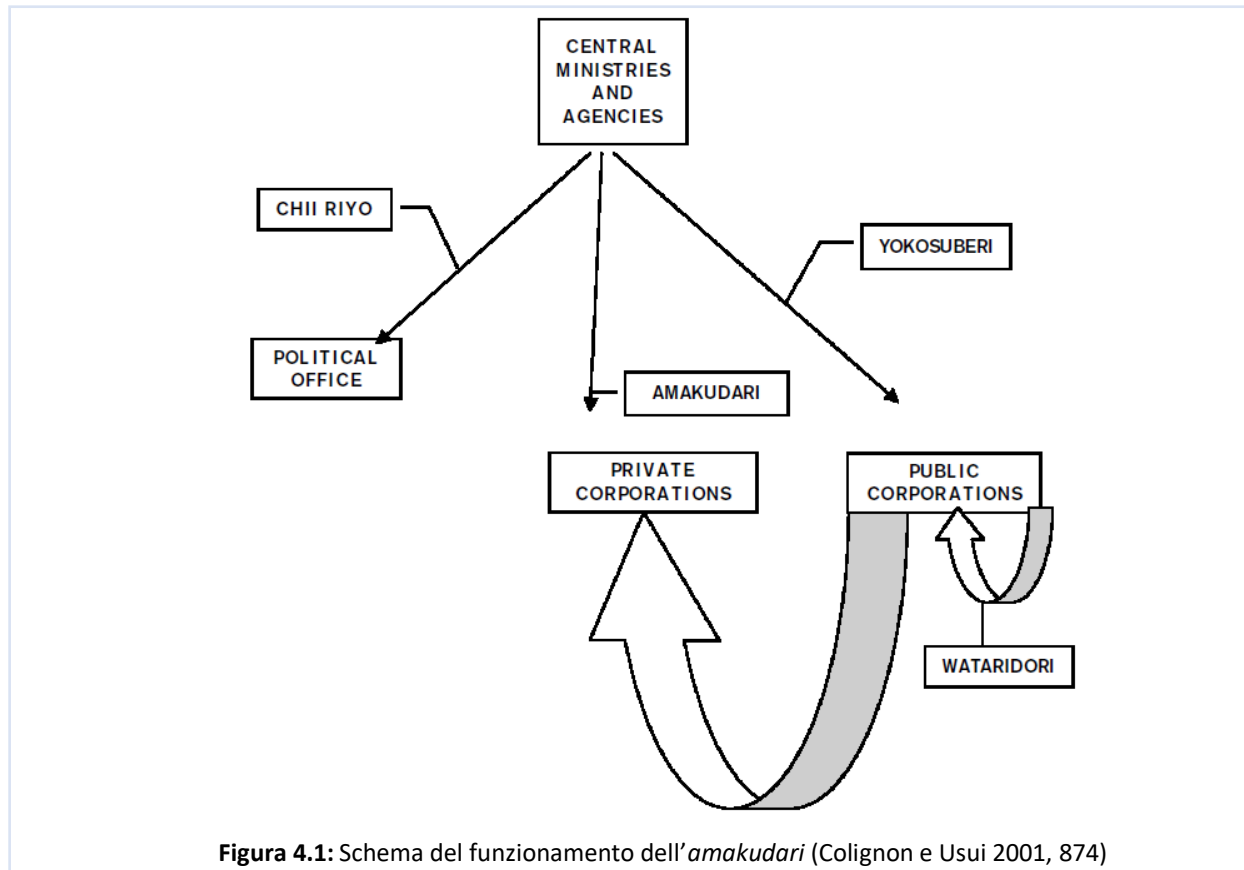 CENTRAL
MINISTRIES
AND
AGENCIES
CHII RIYO
YOKOSUBERI
POLITICAL
OFFICE
AMAKUDARI
PRIVATE
CORPORATIONS
PUBLIC
CORPORATIONS
WATARIDORI
Figura 4.1: Schema del funzionamento dell’amakudari (Colignon e Usui 2001, 874)